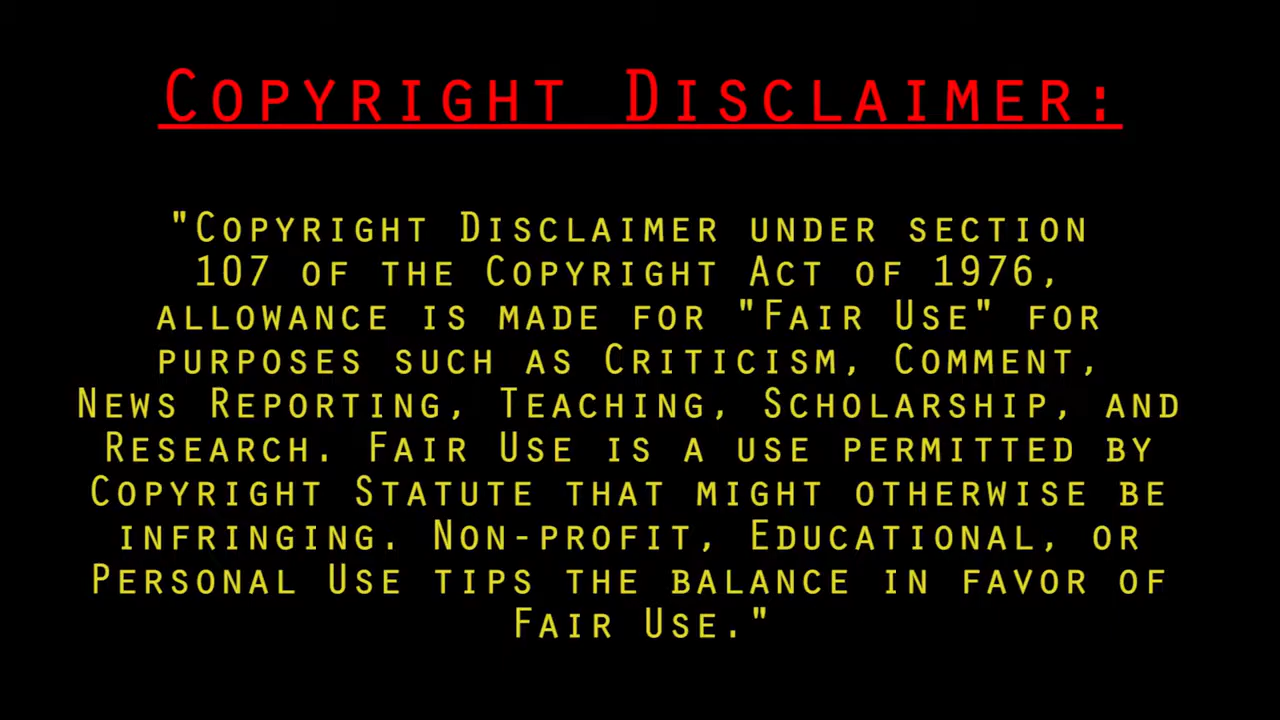 Copyright Disclaimer:
"Copyright Disclaimer under section
107 of the Copyright Act of 1976,
allowance is made for "Fair Use" for
purposes such as Criticism, Comment,
News Reporting, Teaching, Scholarship, and
Research. Fair Use is a use permitted by
Copyright Statute that might otherwise be
infringing. Non-profit, Educational, or
Personal Use tips the balance in favor of
Fair Use."